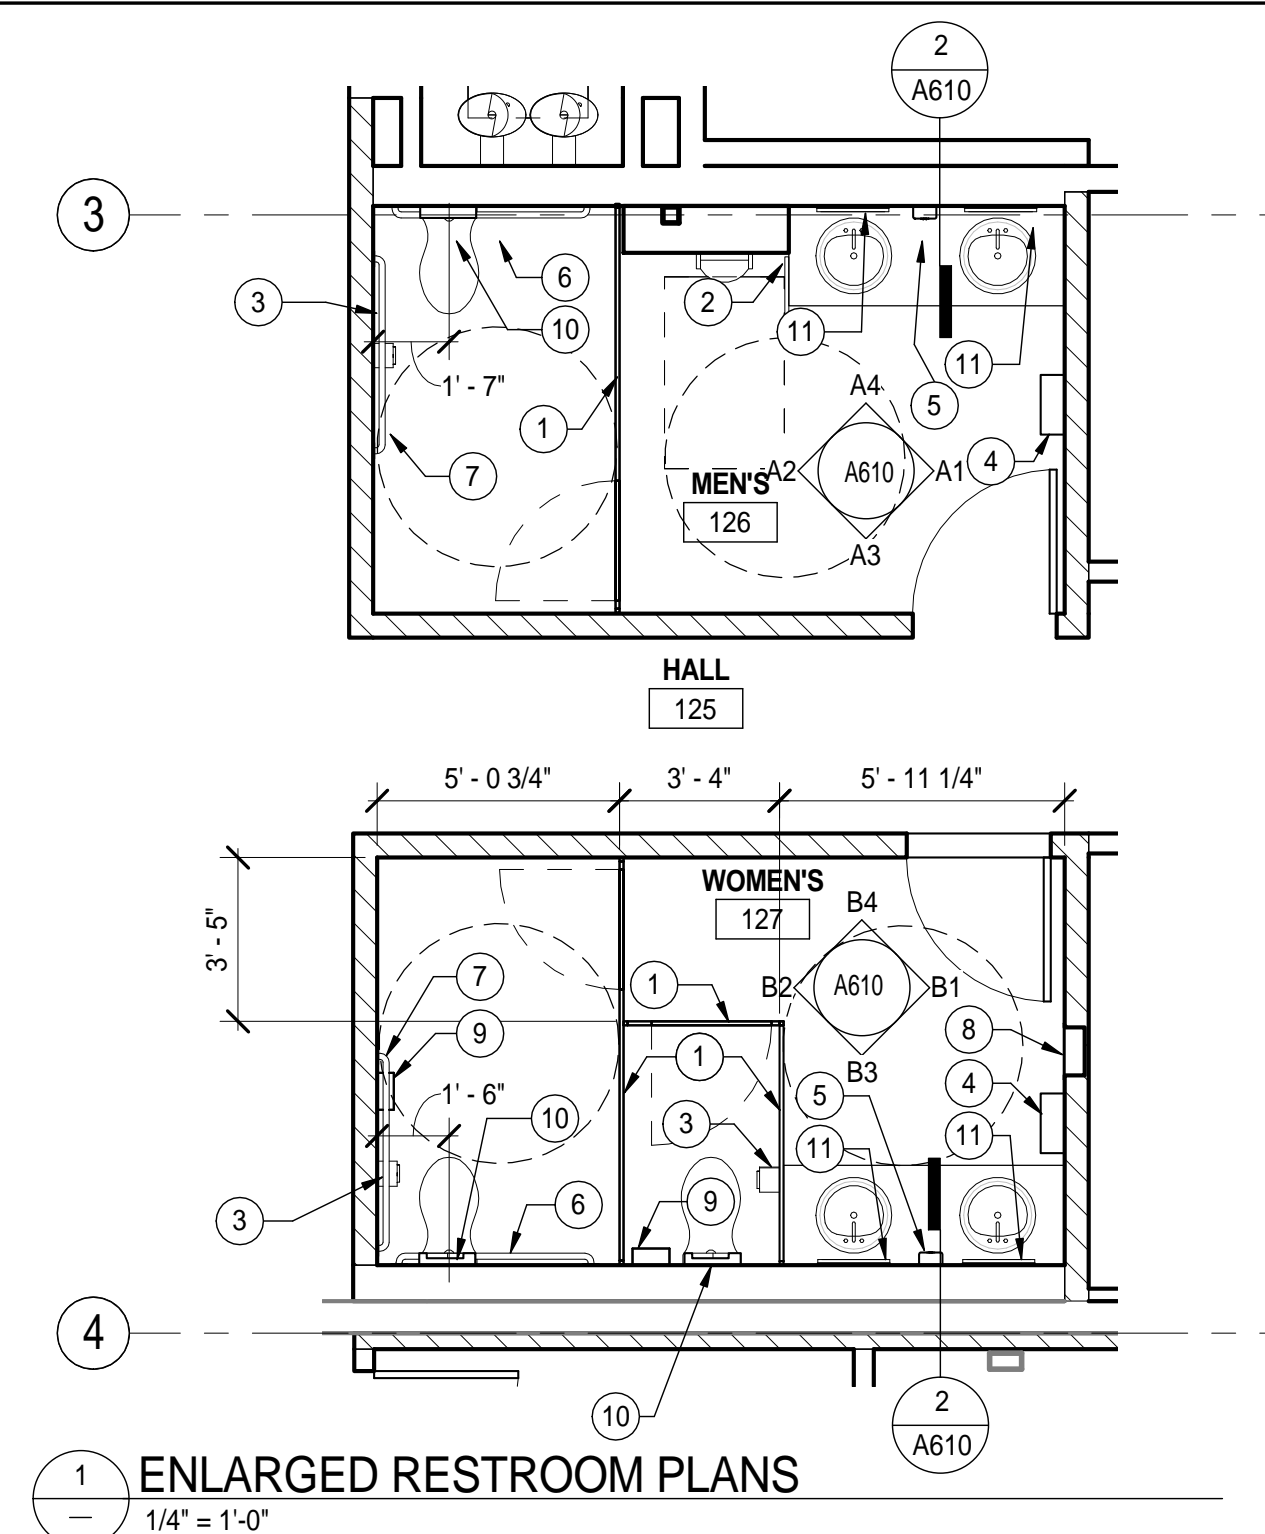 2
A610
3
6
3
2
10
11
11
1' - 7"
A4
5
1
4
7
A2
A610
A1
MEN'S
126
A3
HALL
125
5' - 0 3/4"
3' - 4"
5' - 11 1/4"
WOMEN'S
127
B4
3' - 5"
7
1
B2
A610
B1
9
8
1
B3
4
1' - 6"
5
10
3
11
11
9
6
3
4
10
2
A610
1
ENLARGED RESTROOM PLANS
1/4" = 1'-0"